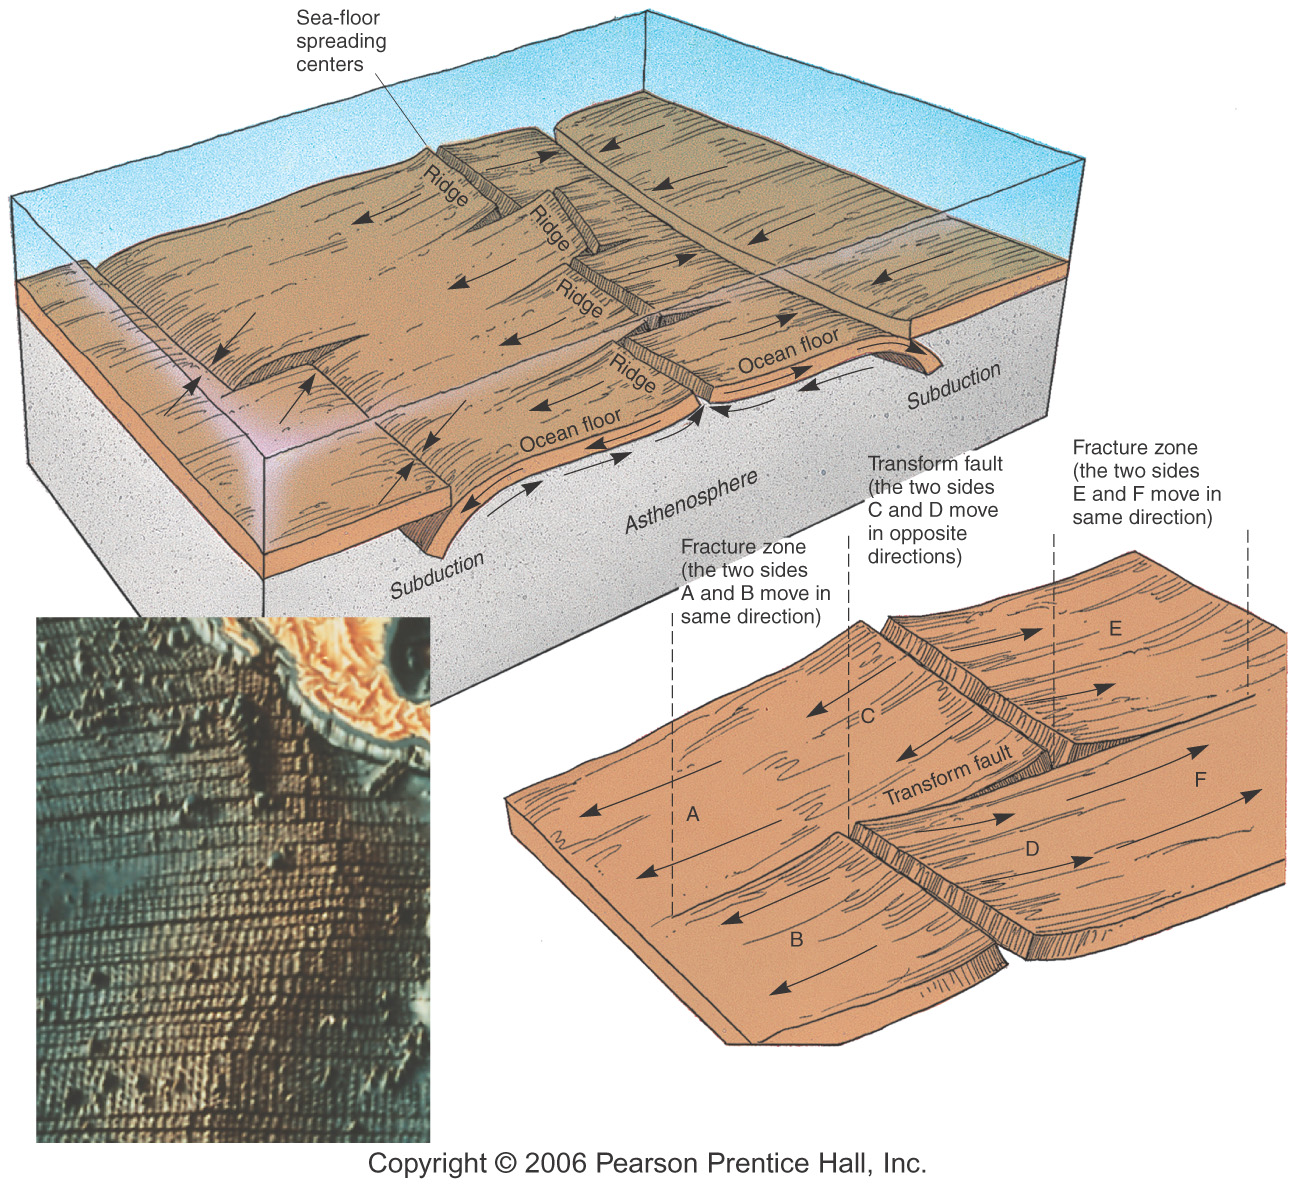 Sea-floor
spreading
centers
Ridge
Ridge
Ridge
Ridge
Ocean floor
Ocean floor
Subduction
Asthenosphere
Subduction
Fracture zone
(the two sides
E and F move in
same direction)
Transform fault
(the two sides
C and D move
in opposite
directions)
Fracture zone
(the two sides
A and B move in
same direction)
E
C
Transform fault
F
A
D
B
Copyright © 2006 Pearson Prentice Hall, Inc.